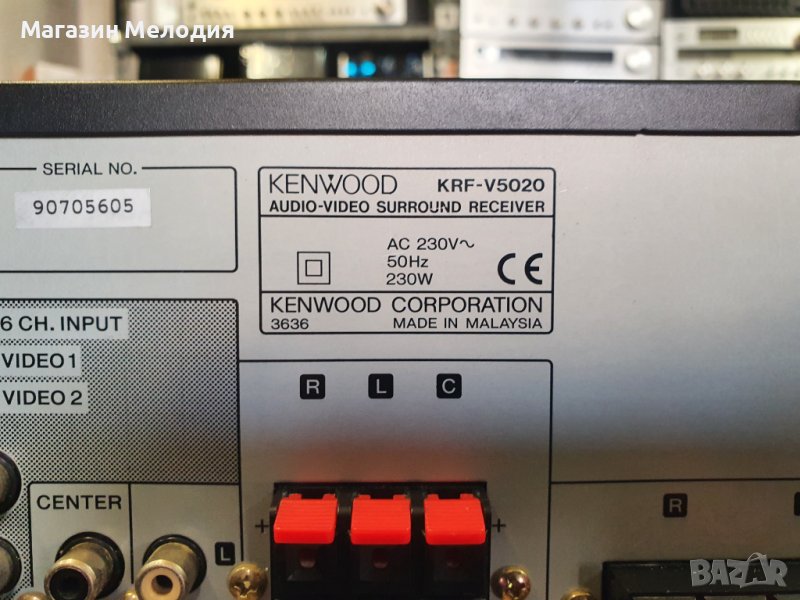 Магазин Мелодия
SERIAL NO.
90705605
KENWOOD KRF-V5020
AUDIO-VIDEO SURROUND RECEIVER
AC 230V~
50Hz
230W
CE
KENWOOD CORPORATION
3636 MADE IN MALAYSIA
6 CH. INPUT
VIDEO 1
VIDEO 2
R L C
CENTER
+ +
R
L
BAZAR